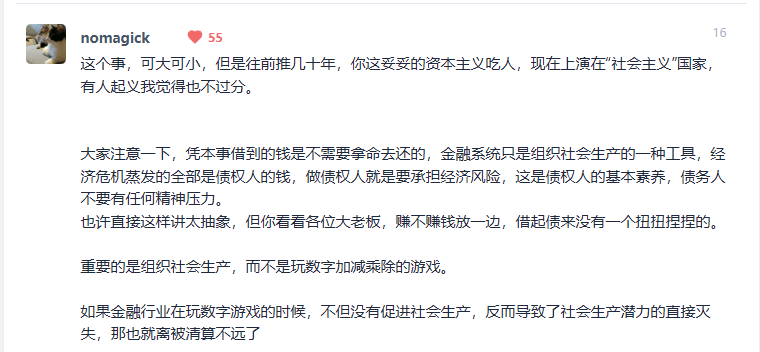 nomagick 55 16
这个事，可大可小，但是往前推几十年，你这妥妥的资本主义吃人，现在上演在“社会主义”国家，
有人起义我觉得也不过分。
大家注意一下，凭本事借到的钱是不需要拿命去还的，金融系统只是组织社会生产的一种工具，经
济危机蒸发的全部是债权人的钱，做债权人就是要承担经济风险，这是债权人的基本素养，债务人
不要有任何精神压力。
也许直接这样讲太抽象，但你看看各位大老板，赚不赚钱放一边，借起债来没有一个扭扭捏捏的。
重要的是组织社会生产，而不是玩数字加减乘除的游戏。
如果金融行业在玩数字游戏的时候，不但没有促进社会生产，反而导致了社会生产潜力的直接灭
失，那也就离被清算不远了